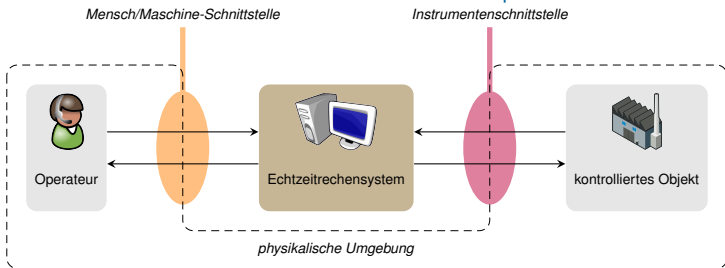 Mensch/Maschine-Schnittstelle
Instrumentenschnittstelle
Operateur
Echtzeitrechensystem
kontrolliertes Objekt
physikalische Umgebung